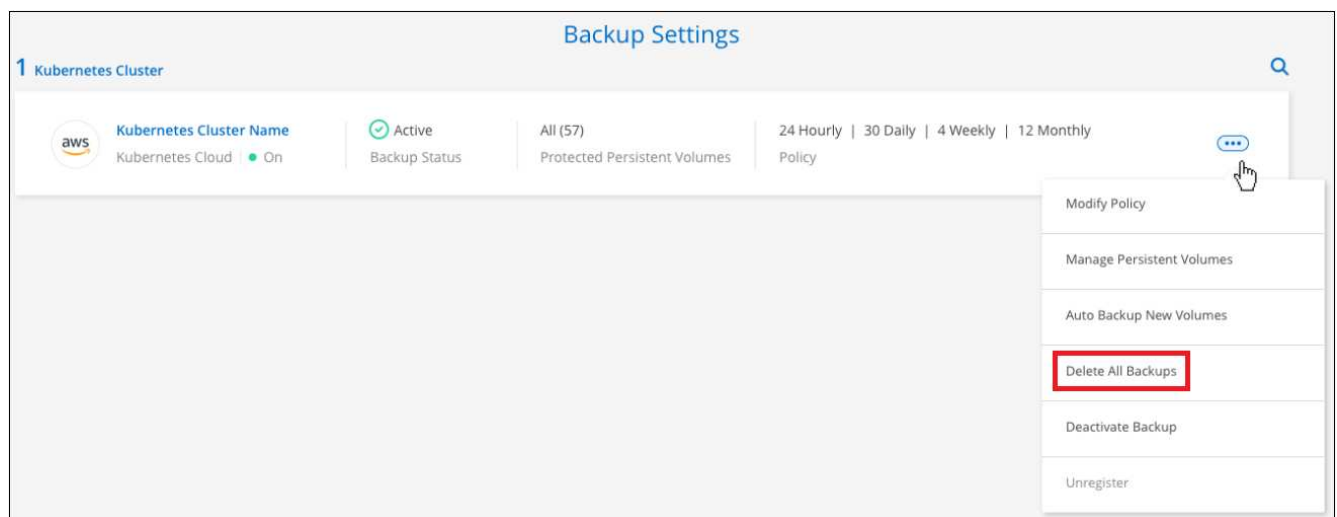 Backup Settings
1 Kubernetes Cluster
aws
Kubernetes Cluster Name
Kubernetes Cloud
On
Active
Backup Status
All (57)
Protected Persistent Volumes
24 Hourly | 30 Daily | 4 Weekly | 12 Monthly
Policy
Modify Policy
Manage Persistent Volumes
Auto Backup New Volumes
Delete All Backups
Deactivate Backup
Unregister